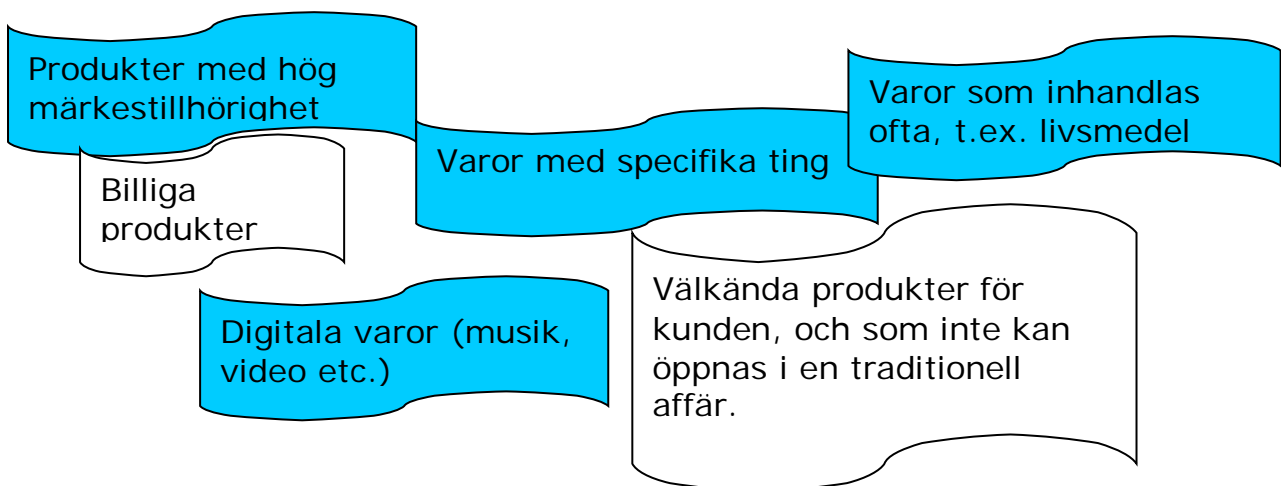 Produkter med hög
märkestillhörighet
Varor som inhandlas
ofta, t.ex. livsmedel
Varor med specifika ting
Billiga
produkter
Digitala varor (musik,
video etc.)
Välkända produkter för
kunden, och som inte kan
öppnas i en traditionell
affär.